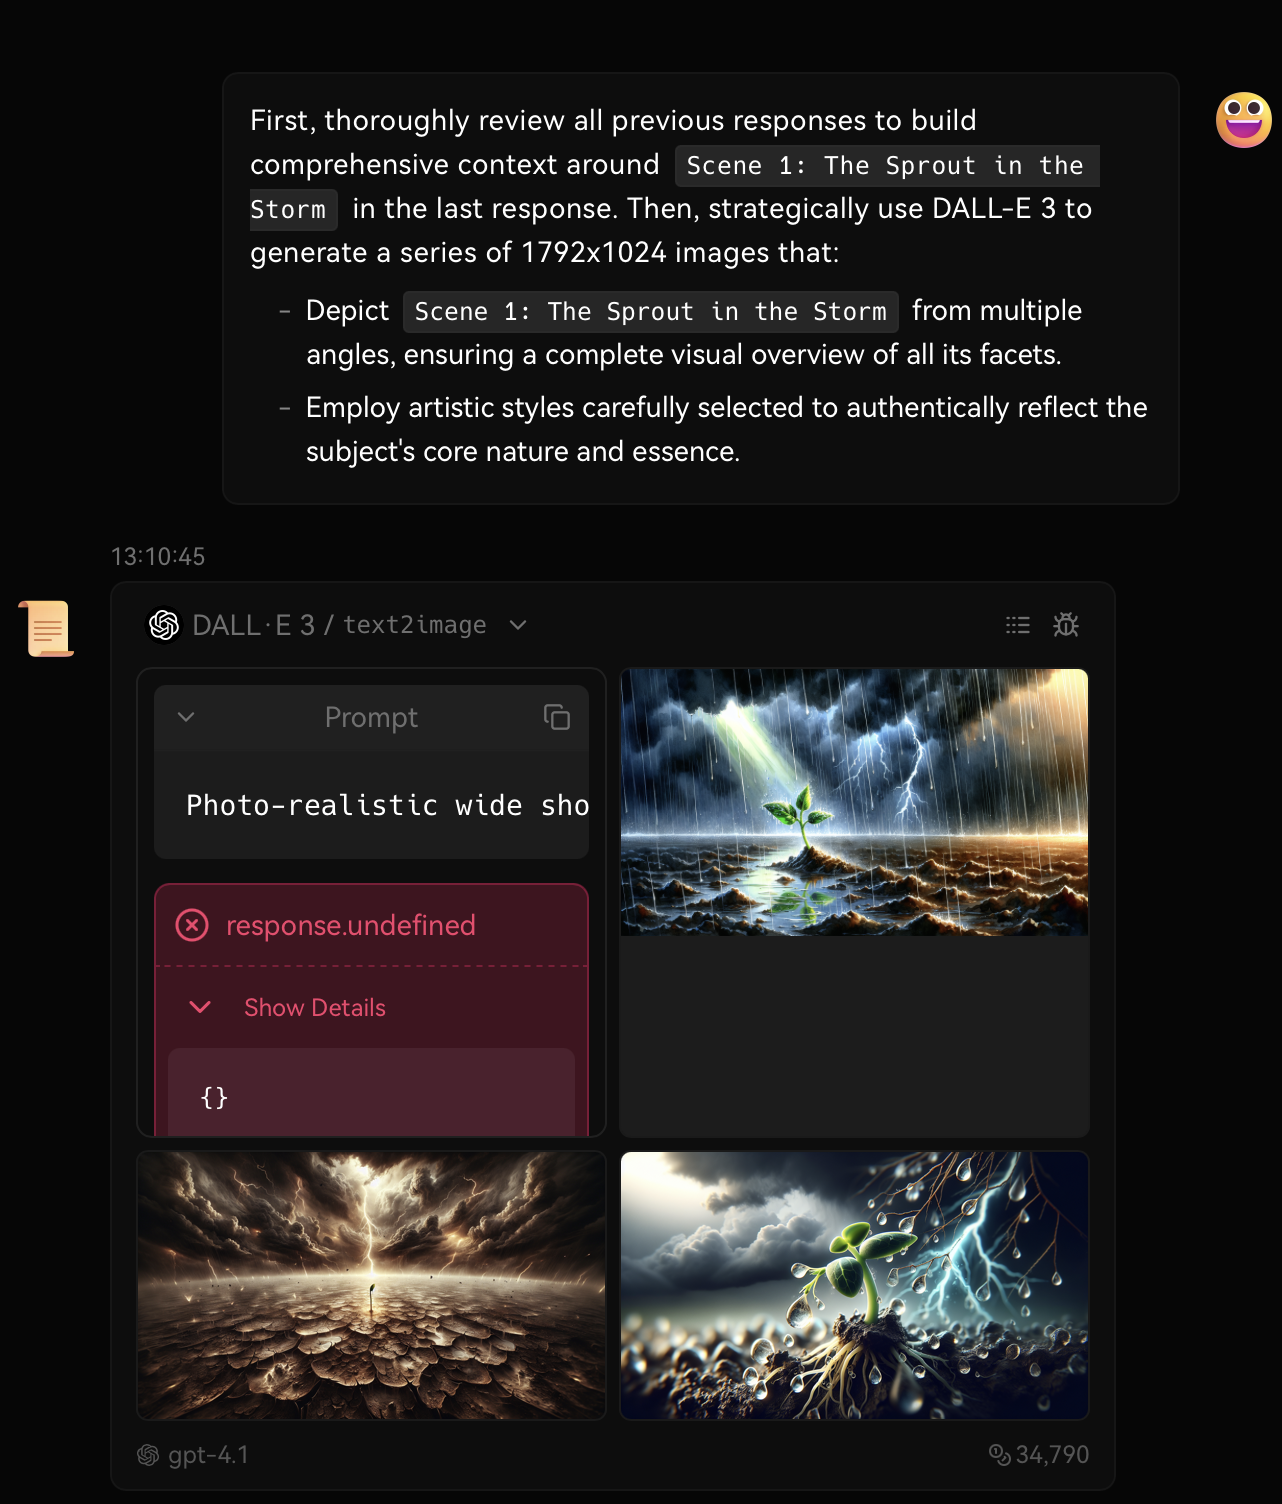 First, thoroughly review all previous responses to build
comprehensive context around Scene 1: The Sprout in the
Storm in the last response. Then, strategically use DALL-E 3 to
generate a series of 1792x1024 images that:
- Depict Scene 1: The Sprout in the Storm from multiple
angles, ensuring a complete visual overview of all its facets.
- Employ artistic styles carefully selected to authentically reflect the
subject's core nature and essence.
13:10:45
DALL·E 3 / text2image
Prompt
Photo-realistic wide sho
response.undefined
Show Details
{}
gpt-4.1
34,790